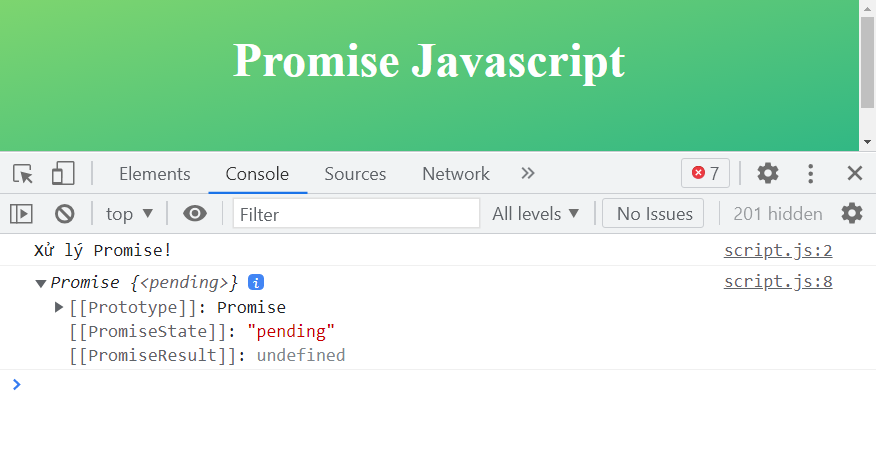 Promise Javascript
Elements Console Sources Network 7
top Filter All levels No Issues 201 hidden
Xử lý Promise! script.js:2
Promise {<pending>} i script.js:8
[[Prototype]]: Promise
[[PromiseState]]: "pending"
[[PromiseResult]]: undefined